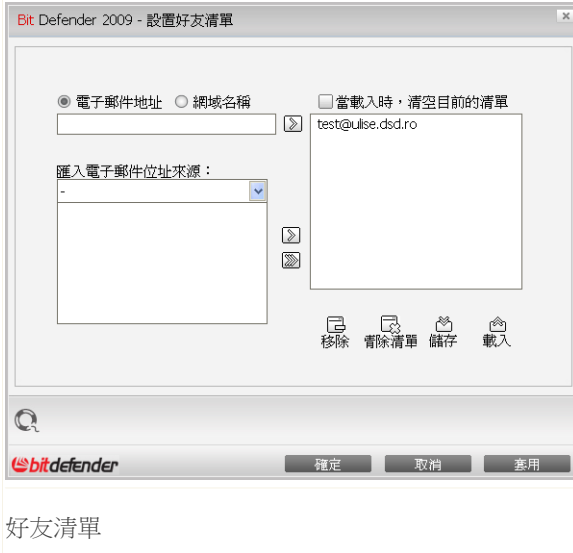 Bit Defender 2009 - 設置好友清單
電子郵件地址 網域名稱
當載入時，清空目前的清單
test@ulise.dsd.ro
匯入電子郵件位址來源：
-
移除 青除清單 儲存 載入
bitdefender
確定 取消 套用
好友清單